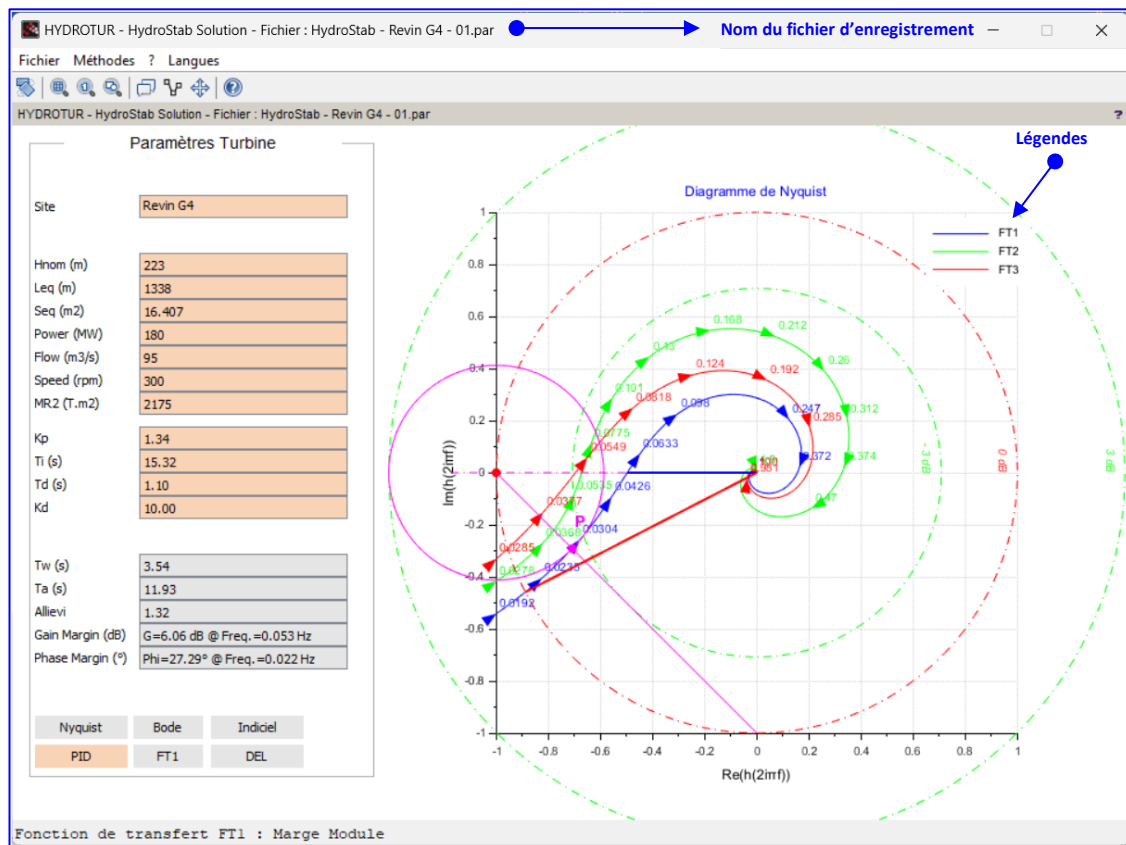 HYDROTUR - HydroStab Solution - Fichier : HydroStab - Revin G4 - 01.par
Nom du fichier d'enregistrement
Fichier Méthodes ? Langues
HYDROTUR - HydroStab Solution - Fichier : HydroStab - Revin G4 - 01.par ?
Paramètres Turbine
Site Revin G4
Hnom (m) 223
Leq (m) 1338
Seq (m2) 16.407
Power (MW) 180
Flow (m3/s) 95
Speed (rpm) 300
MR2 (T.m2) 2175
Kp 1.34
Ti (s) 15.32
Td (s) 1.10
Kd 10.00
Tw (s) 3.54
Ta (s) 11.93
Allievi 1.32
Gain Margin (dB) G=6.06 dB @ Freq.=0.053 Hz
Phase Margin (°) Phi=27.29° @ Freq.=0.022 Hz
Nyquist Bode Indiciel
PID FT1 DEL
Légendes
Diagramme de Nyquist
FT1
FT2
FT3
1
0.8
0.6
0.4
0.2
0
-0.2
-0.4
-0.6
-0.8
-1
Im(h(2iπf))
-1 -0.8 -0.6 -0.4 -0.2 0 0.2 0.4 0.6 0.8 1
Re(h(2iπf))
0.168
0.212
0.13
0.26
0.101
0.312
0.0775
0.374
0.0535
0.47
0.0368
0.0278
0.124
0.192
0.0818
0.285
0.0549
0.0377
0.0285
0.098
0.247
0.0633
0.372
0.0426
0.0304
0.0235
0.0192
P
3 dB
0 dB
3 dB
Fonction de transfert FT1 : Marge Module